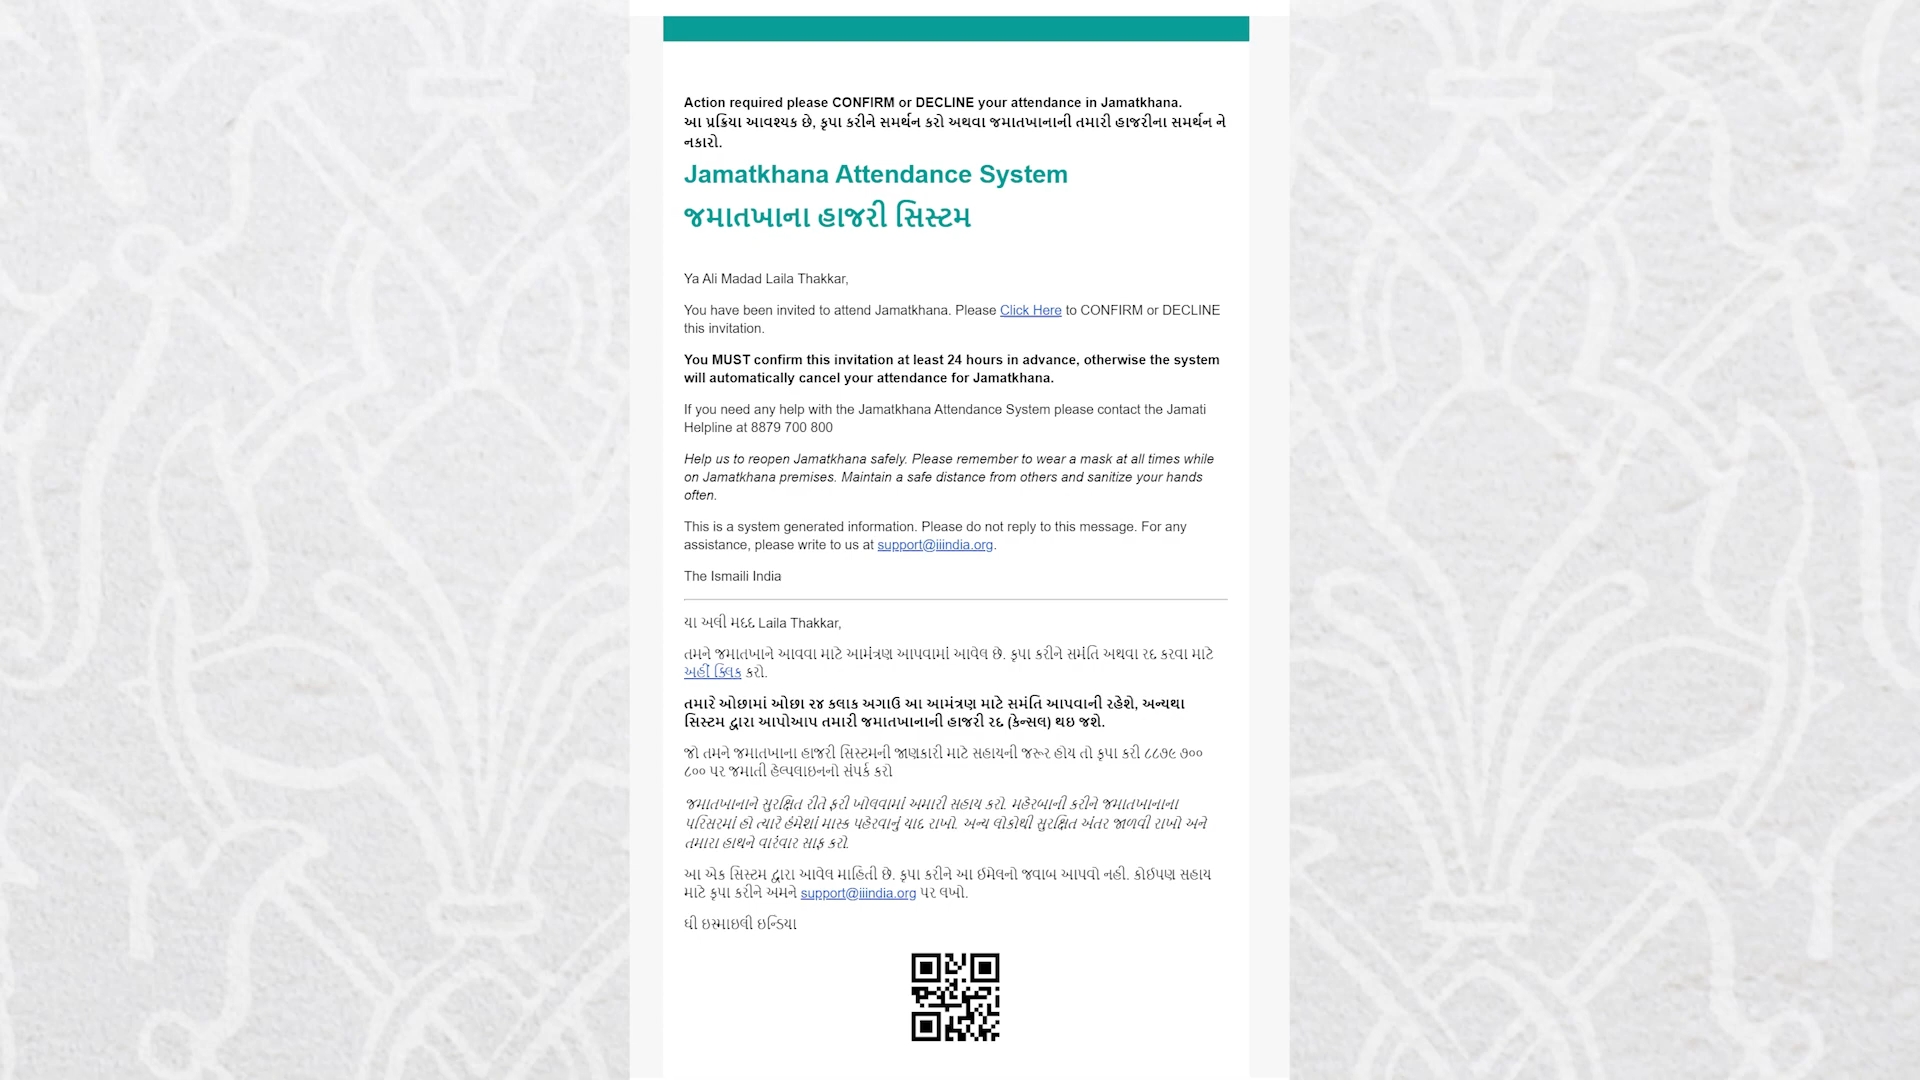 Action required please CONFIRM or DECLINE your attendance in Jamatkhana.
આ પ્રક્રિયા આવશ્યક છે, કૃપા કરીને સમર્થન કરો અથવા જમાતખાનાની તમારી હાજરીના સમર્થન ને
નકારો.
Jamatkhana Attendance System
જમાતખાના હાજરી સિસ્ટમ
Ya Ali Madad Laila Thakkar,
You have been invited to attend Jamatkhana. Please Click Here to CONFIRM or DECLINE
this invitation.
You MUST confirm this invitation at least 24 hours in advance, otherwise the system
will automatically cancel your attendance for Jamatkhana.
If you need any help with the Jamatkhana Attendance System please contact the Jamati
Helpline at 8879 700 800
Help us to reopen Jamatkhana safely. Please remember to wear a mask at all times while
on Jamatkhana premises. Maintain a safe distance from others and sanitize your hands
often.
This is a system generated information. Please do not reply to this message. For any
assistance, please write to us at support@iiindia.org.
The Ismaili India
યા અલી મદદ Laila Thakkar,
તમને જમાતખાને આવવા માટે આમંત્રણ આપવામાં આવેલ છે. કૃપા કરીને સમંતિ અથવા રદ કરવા માટે
અહીં ક્લિક કરો.
તમારે ઓછામાં ઓછા ૨૪ કલાક અગાઉ આ આમંત્રણ માટે સમંતિ આપવાની રહેશે, અન્યથા
સિસ્ટમ દ્વારા આપોઆપ તમારી જમાતખાનાની હાજરી રદ (કેન્સલ) થઇ જશે.
જો તમને જમાતખાના હાજરી સિસ્ટમની જાણકારી માટે સહાયની જરૂર હોય તો કૃપા કરી ૮૮૭૯ ૭૦૦
૮૦૦ પર જમાતી હેલ્પલાઇનનો સંપર્ક કરો
જમાતખાનાને સુરક્ષિત રીતે ફરી ખોલવામાં અમારી સહાય કરો. મહેરબાની કરીને જમાતખાનાના
પરિસરમાં હો ત્યારે હંમેશાં માસ્ક પહેરવાનું યાદ રાખો. અન્ય લોકોથી સુરક્ષિત અંતર જાળવી રાખો અને
તમારા હાથને વારંવાર સાફ કરો.
આ એક સિસ્ટમ દ્વારા આવેલ માહિતી છે. કૃપા કરીને આ ઈમેલનો જવાબ આપવો નહી. કોઈપણ સહાય
માટે કૃપા કરીને અમને support@iiindia.org પર લખો.
ધી ઇસ્માઇલી ઇન્ડિયા